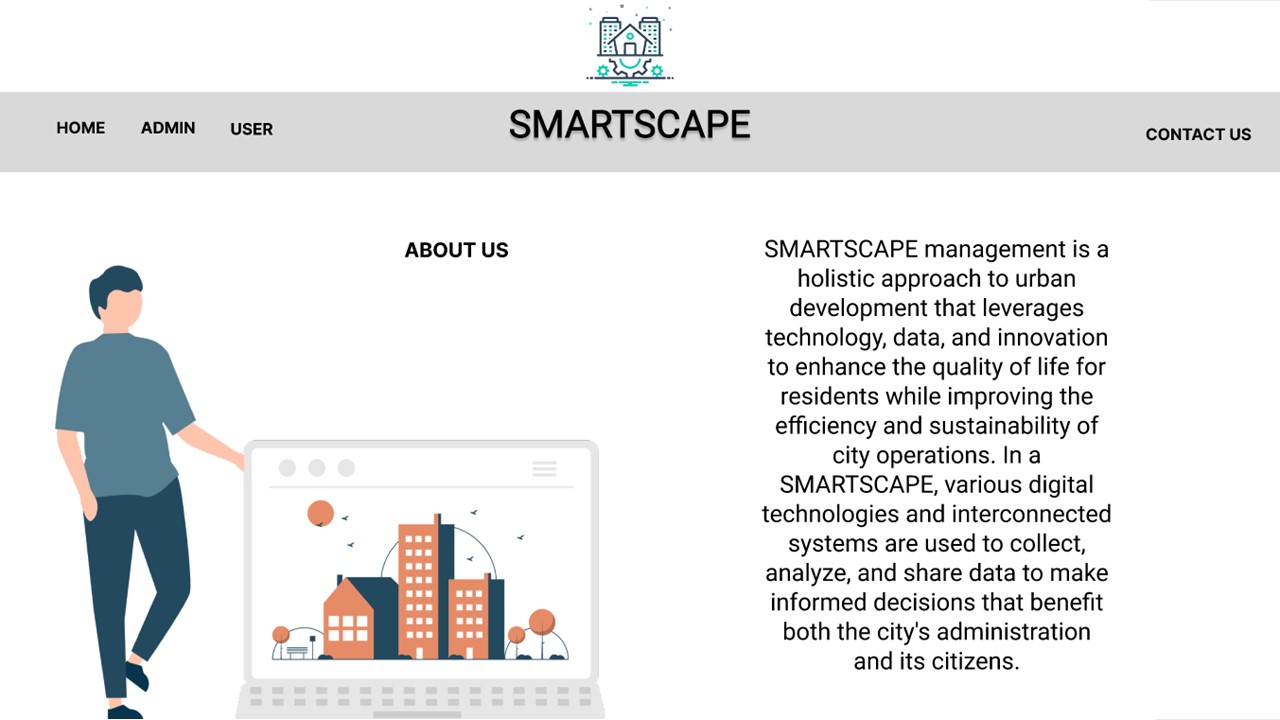 HOME
ADMIN
USER
SMARTSCAPE
CONTACT US
ABOUT US
SMARTSCAPE management is a
holistic approach to urban
development that leverages
technology, data, and innovation
to enhance the quality of life for
residents while improving the
efficiency and sustainability of
city operations. In a
SMARTSCAPE, various digital
technologies and interconnected
systems are used to collect,
analyze, and share data to make
informed decisions that benefit
both the city's administration
and its citizens.